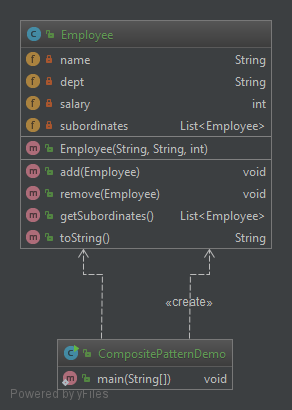 Employee
name String
dept String
salary int
subordinates List<Employee>
Employee(String, String, int)
add(Employee) void
remove(Employee) void
getSubordinates() List<Employee>
toString() String
«create»
CompositePatternDemo
main(String[]) void
Powered by yFiles